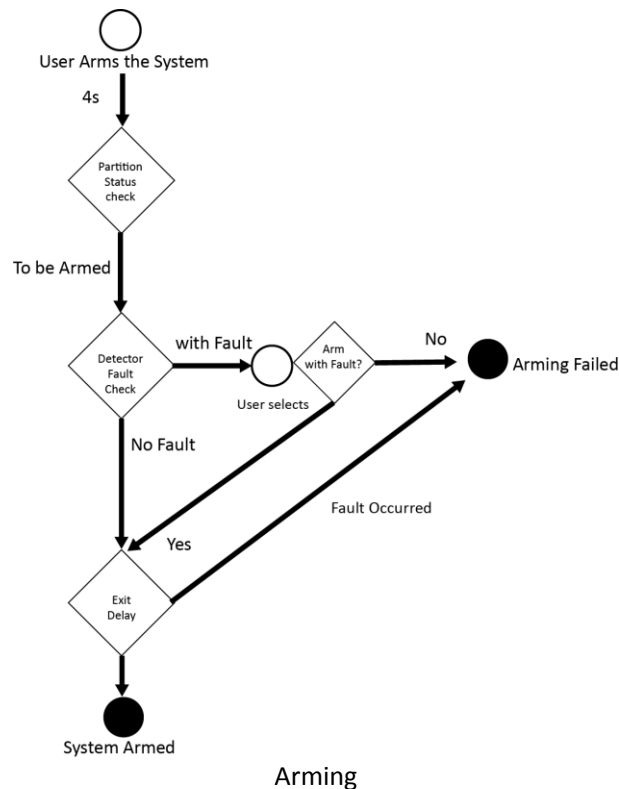 User Arms the System
4s
Partition
Status
check
To be Armed
with Fault
Detector
Fault
Check
User selects
Arm
with Fault?
No
Arming Failed
No Fault
Yes
Fault Occurred
Exit
Delay
System Armed
Arming